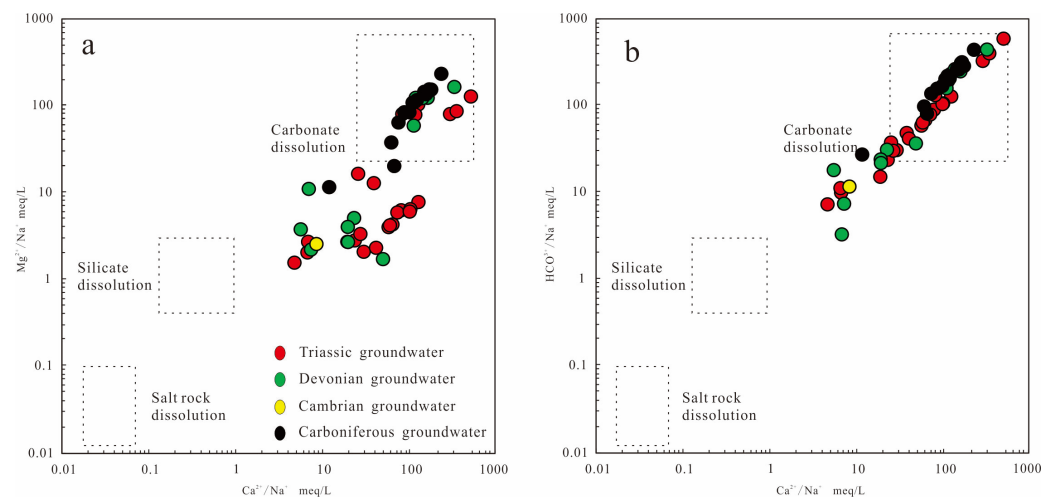 a
1000
100
10
1
0.1
0.01
Mg²⁺/Na⁺ meq/L
Carbonate
dissolution
Silicate
dissolution
Salt rock
dissolution
Triassic groundwater
Devonian groundwater
Cambrian groundwater
Carboniferous groundwater
0.01 0.1 1 10 100 1000
Ca²⁺/Na⁺ meq/L
b
1000
100
10
1
0.1
0.01
HCO³⁻/Na⁺ meq/L
Carbonate
dissolution
Silicate
dissolution
Salt rock
dissolution
0.01 0.1 1 10 100 1000
Ca²⁺/Na⁺ meq/L